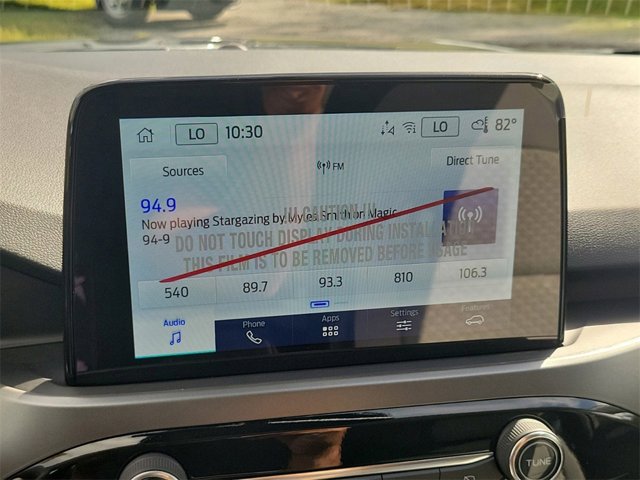 LO 10:30 LO 82°
Sources FM Direct Tune
94.9
Now playing Stargazing by Myles Smith on Magic
94-9
!!! CAUTION !!!
DO NOT TOUCH DISPLAY DURING INSTALLATION
THIS FILM IS TO BE REMOVED BEFORE USAGE
540 89.7 93.3 810 106.3
Audio Phone Apps Settings Features
TUNE